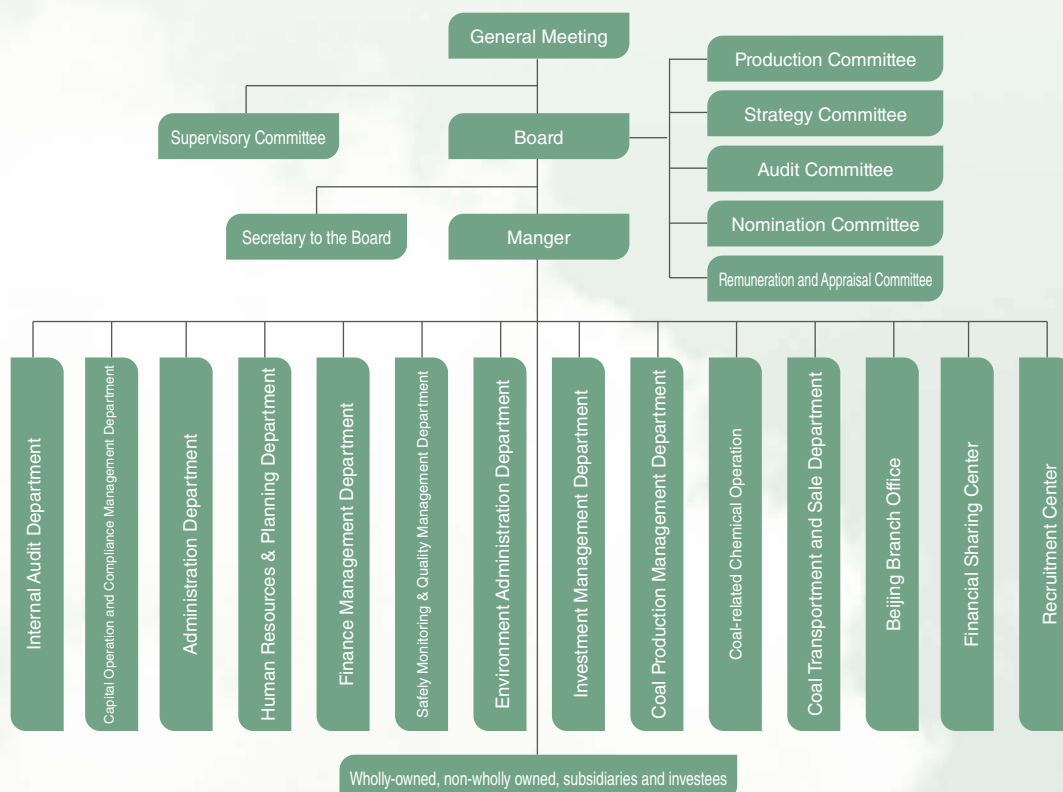 General Meeting
Production Committee
Strategy Committee
Supervisory Committee
Board
Audit Committee
Nomination Committee
Secretary to the Board
Manger
Remuneration and Appraisal Committee
Internal Audit Department
Capital Operation and Compliance Management Department
Administration Department
Human Resources & Planning Department
Finance Management Department
Safely Monitoring & Quality Management Department
Environment Administration Department
Investment Management Department
Coal Production Management Department
Coal-related Chemical Operation
Coal Transportment and Sale Department
Beijing Branch Office
Financial Sharing Center
Recruitment Center
Wholly-owned, non-wholly owned, subsidiaries and investees